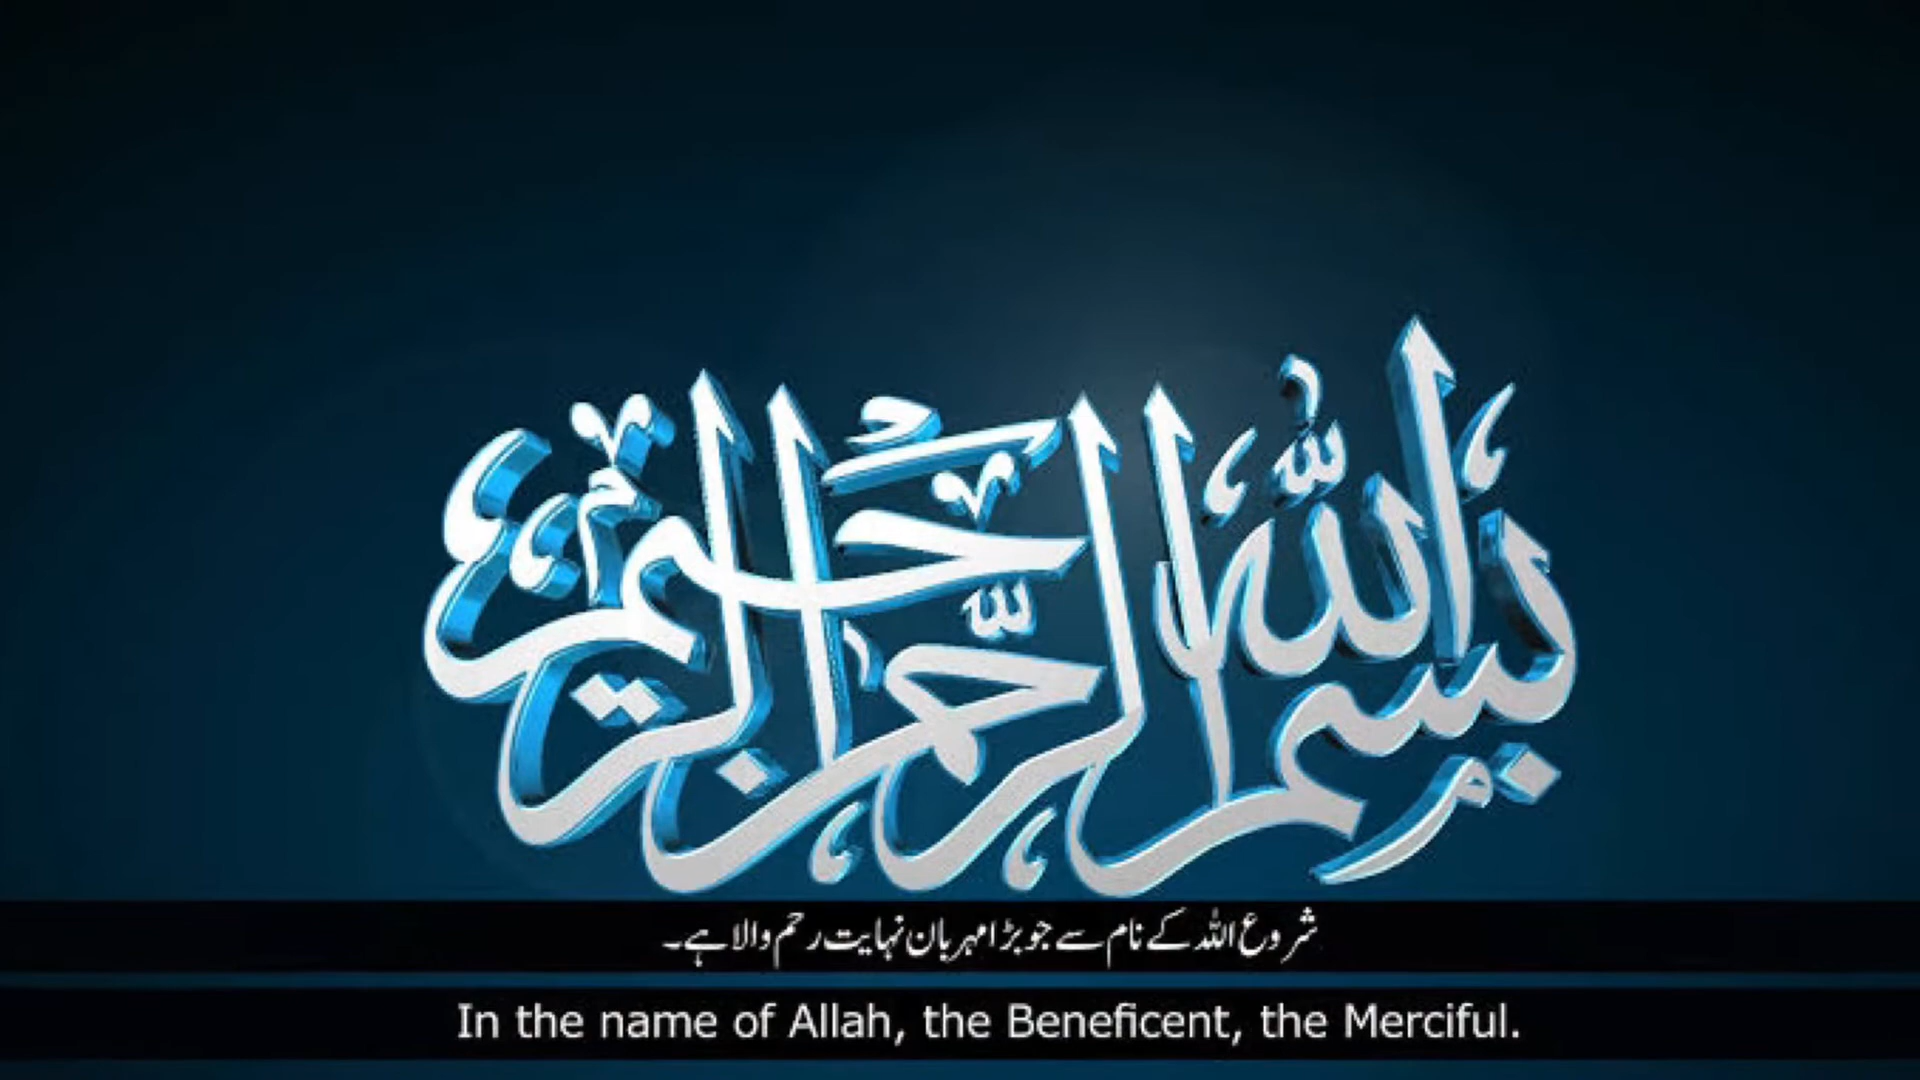 بسم الله الرحمن الرحيم
شروع اللہ کے نام سے جو بڑا مہربان نہایت رحم والا ہے۔
In the name of Allah, the Beneficent, the Merciful.